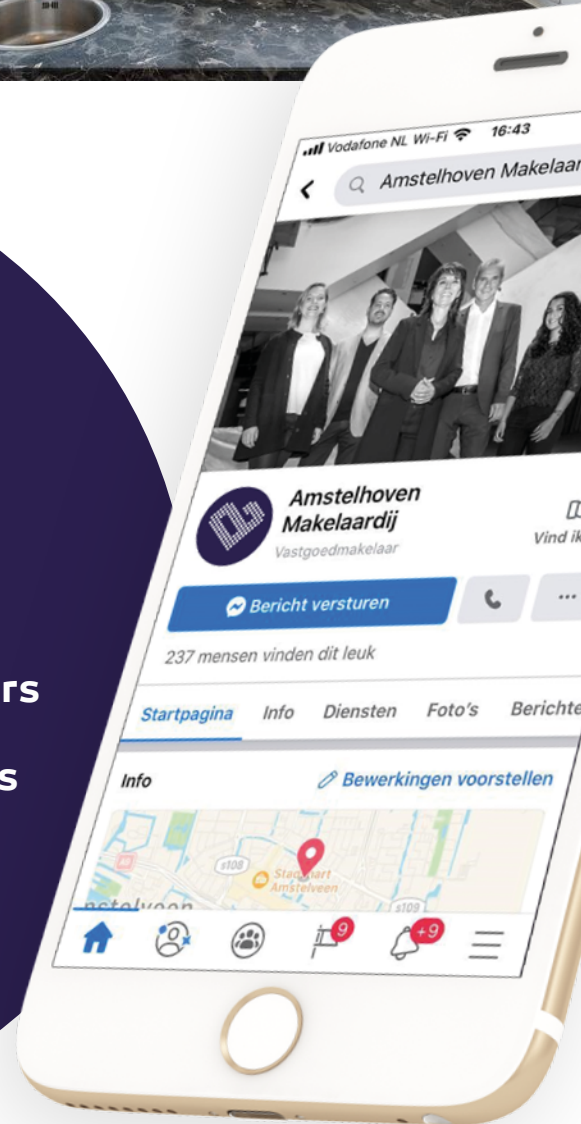 Vodafone NL Wi-Fi 16:43
Amstelhoven Makelaar
Amstelhoven
Makelaardij
Vastgoedmakelaar
Vind ik
Bericht versturen
237 mensen vinden dit leuk
rs
s
Startpagina Info Diensten Foto's Berichte
Info Bewerkingen voorstellen
s108
Amstelveen
s109
nstelveen
9 +9